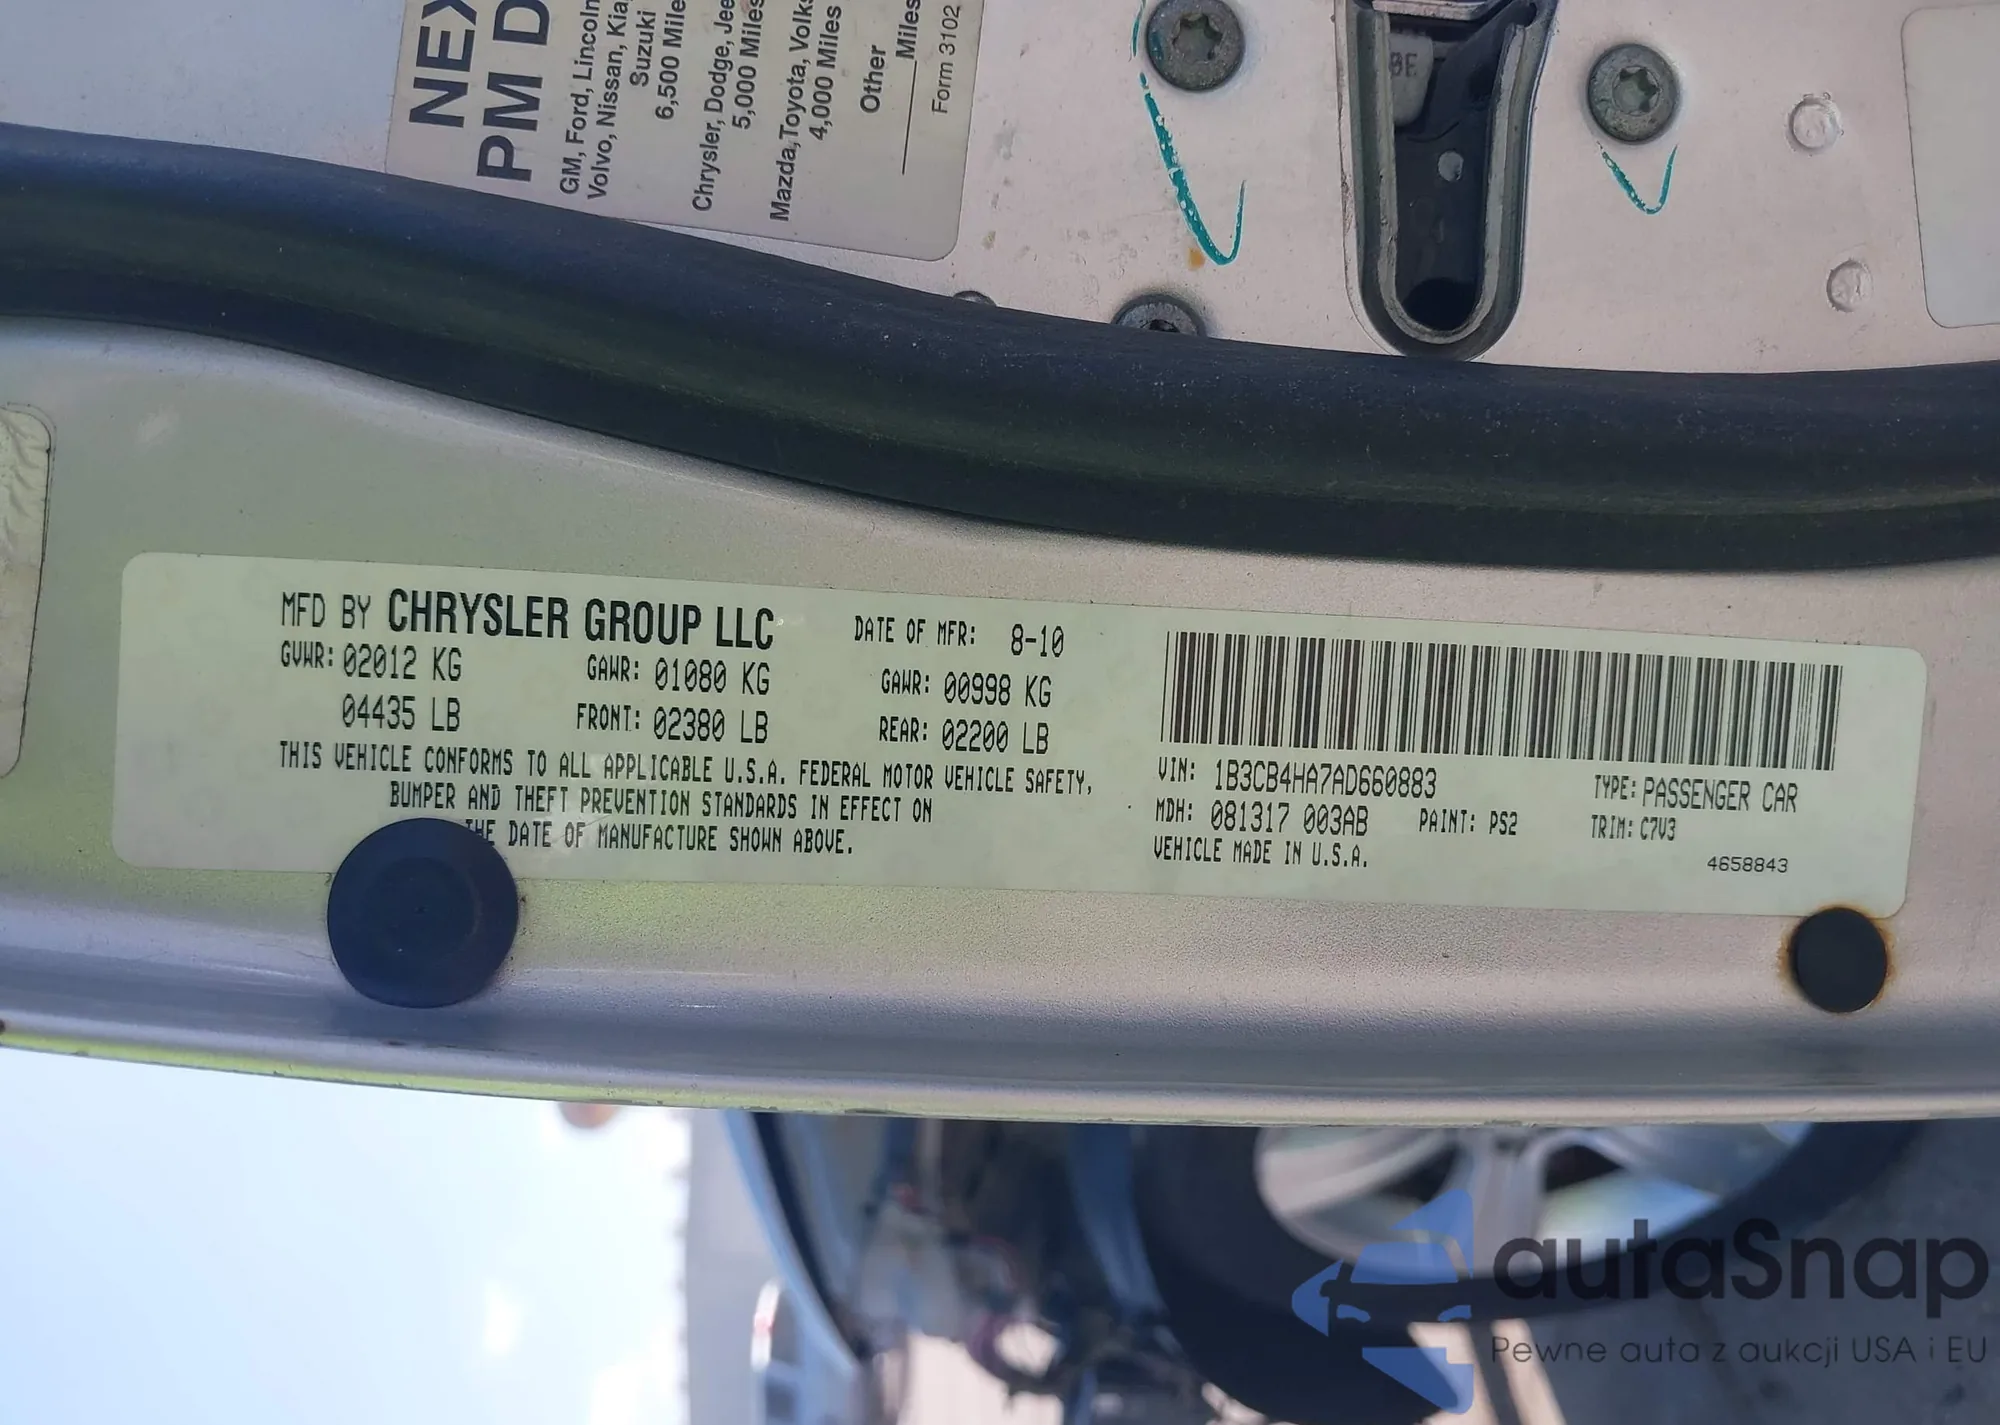 NEX
PM D
GM, Ford, Lincoln
Volvo, Nissan, Kia,
Suzuki
6,500 Mile
Chrysler, Dodge, Jee
5,000 Miles
Mazda, Toyota, Volks
4,000 Miles
Other
Miles
Form 3102
MFD BY CHRYSLER GROUP LLC DATE OF MFR: 8-10
GVWR: 02012 KG GAWR: 01080 KG GAWR: 00998 KG
04435 LB FRONT: 02380 LB REAR: 02200 LB
THIS VEHICLE CONFORMS TO ALL APPLICABLE U.S.A. FEDERAL MOTOR VEHICLE SAFETY,
BUMPER AND THEFT PREVENTION STANDARDS IN EFFECT ON
THE DATE OF MANUFACTURE SHOWN ABOVE.
VIN: 1B3CB4HA7AD660883 TYPE: PASSENGER CAR
MDH: 081317 003AB PAINT: PS2 TRIM: C7V3
VEHICLE MADE IN U.S.A.
4658843
autaSnap
Pewne auta z aukcji USA i EU